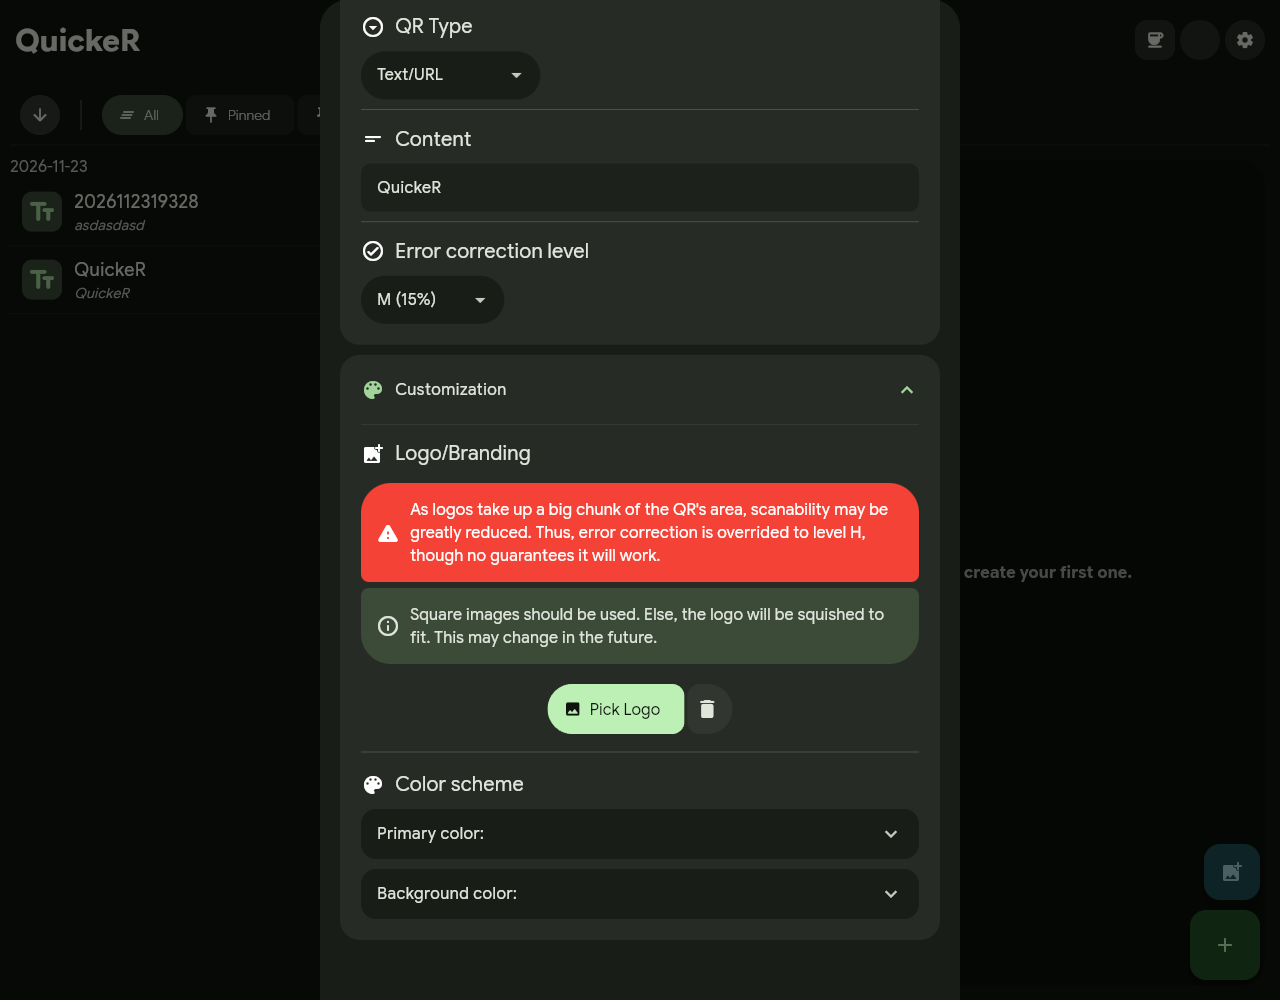 QuickeR
All
Pinned
2026-11-23
2026112319328
asdasdasd
QuickeR
QuickeR
QR Type
Text/URL
Content
QuickeR
Error correction level
M (15%)
Customization
Logo/Branding
As logos take up a big chunk of the QR's area, scanability may be
greatly reduced. Thus, error correction is overrided to level H,
though no guarantees it will work.
Square images should be used. Else, the logo will be squished to
fit. This may change in the future.
Pick Logo
Color scheme
Primary color:
Background color:
create your first one.